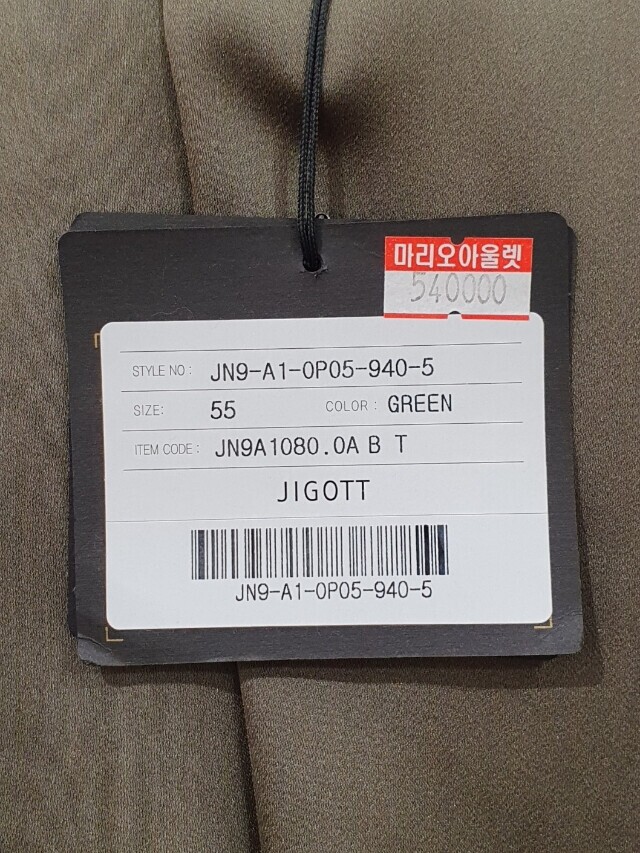 마리오아울렛
540000
STYLE NO : JN9-A1-0P05-940-5
SIZE: 55 COLOR : GREEN
ITEM CODE : JN9A1080.0A B T
JIGOTT
JN9-A1-0P05-940-5